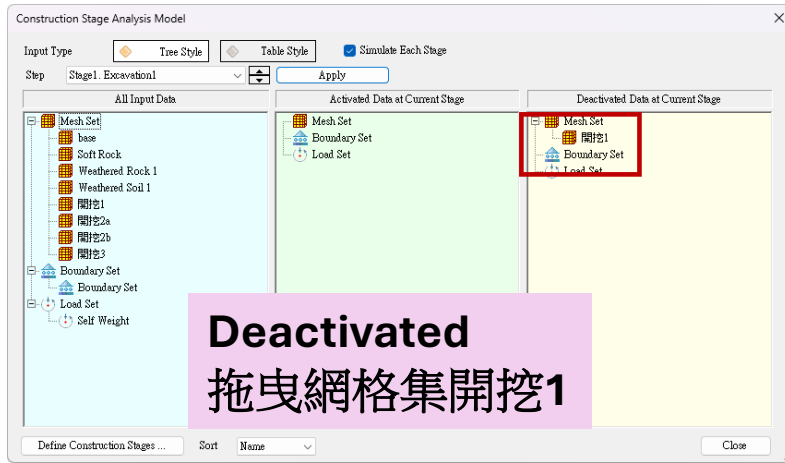 Construction Stage Analysis Model
Input Type Tree Style Table Style Simulate Each Stage
Step Stage1. Excavation1 Apply
All Input Data
Mesh Set
base
Soft Rock
Weathered Rock 1
Weathered Soil 1
開挖1
開挖2a
開挖2b
開挖3
Boundary Set
Boundary Set
Load Set
Self Weight
Activated Data at Current Stage
Mesh Set
Boundary Set
Load Set
Deactivated Data at Current Stage
Mesh Set
開挖1
Boundary Set
Load Set
Deactivated
拖曳網格集開挖1
Define Construction Stages ... Sort Name Close